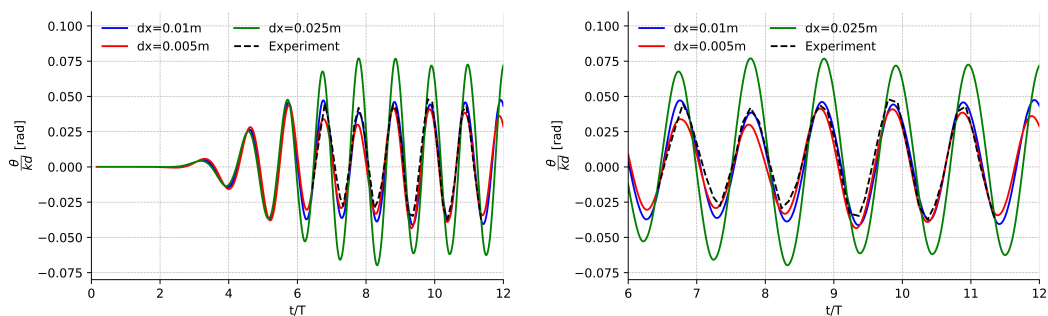 dx=0.01m
dx=0.005m
dx=0.025m
Experiment
0.100
0.075
0.050
0.025
0.000
−0.025
−0.050
−0.075
θ/kd [rad]
0 2 4 6 8 10 12
t/T
dx=0.01m
dx=0.005m
dx=0.025m
Experiment
0.100
0.075
0.050
0.025
0.000
−0.025
−0.050
−0.075
θ/kd [rad]
6 7 8 9 10 11 12
t/T